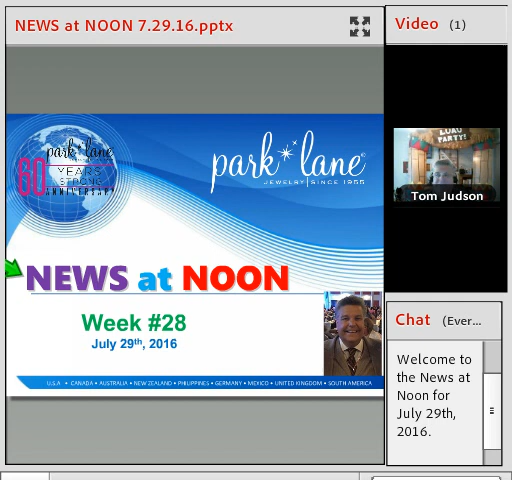 NEWS at NOON 7.29.16.pptx
Video (1)
park lane
60 YEARS
STRONG
ANNIVERSARY
park lane
JEWELRY | SINCE 1955
LUAU
PARTY!
Tom Judson
NEWS at NOON
Week #28
July 29th, 2016
U.S.A • CANADA • AUSTRALIA • NEW ZEALAND • PHILIPPINES • GERMANY • MEXICO • UNITED KINGDOM • SOUTH AMERICA
Chat (Ever...
Welcome to
the News at
Noon for
July 29th,
2016.